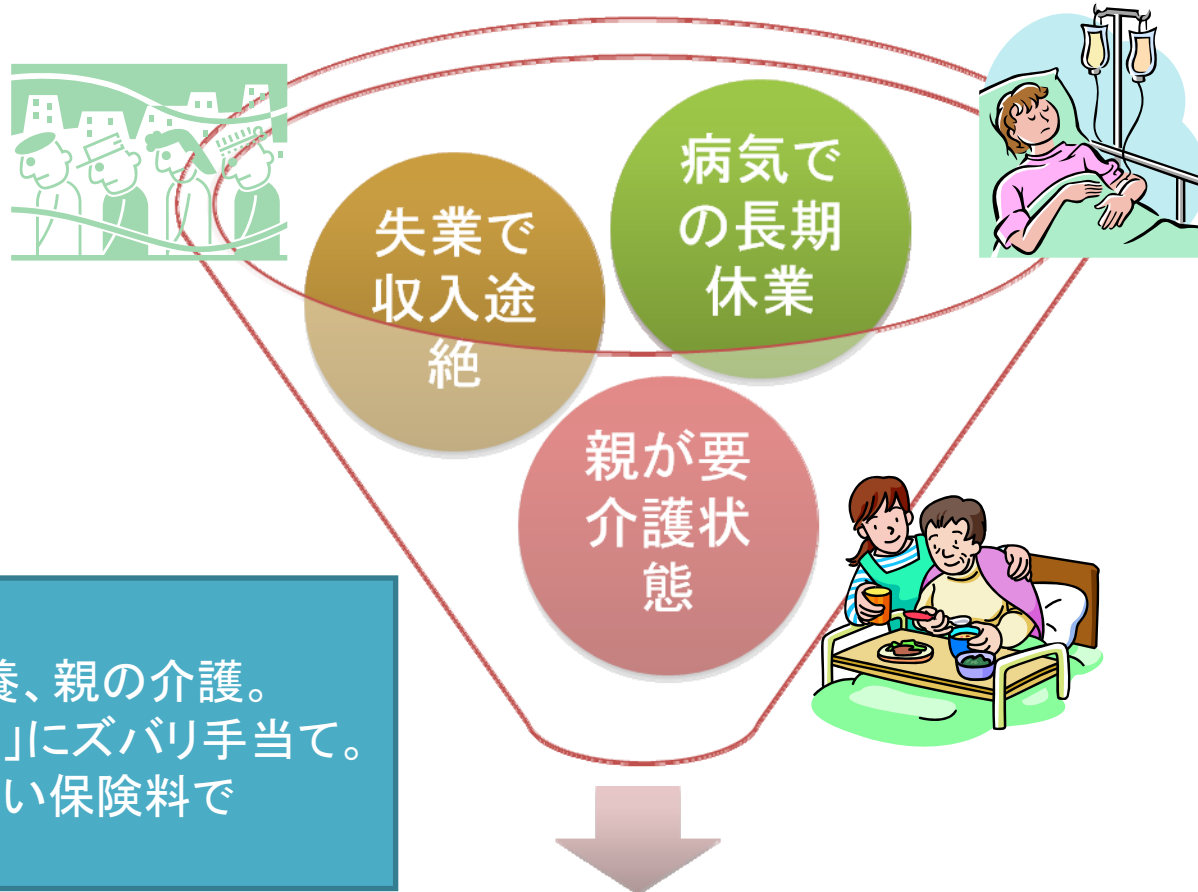 病気で
の長期
休業
失業で
収入途
絶
親が要
介護状
態
養、親の介護。
」にズバリ手当て。
い保険料で